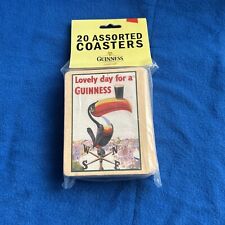 20 ASSORTED
COASTERS
GUINNESS
Lovely day for a
GUINNESS
W N
S E